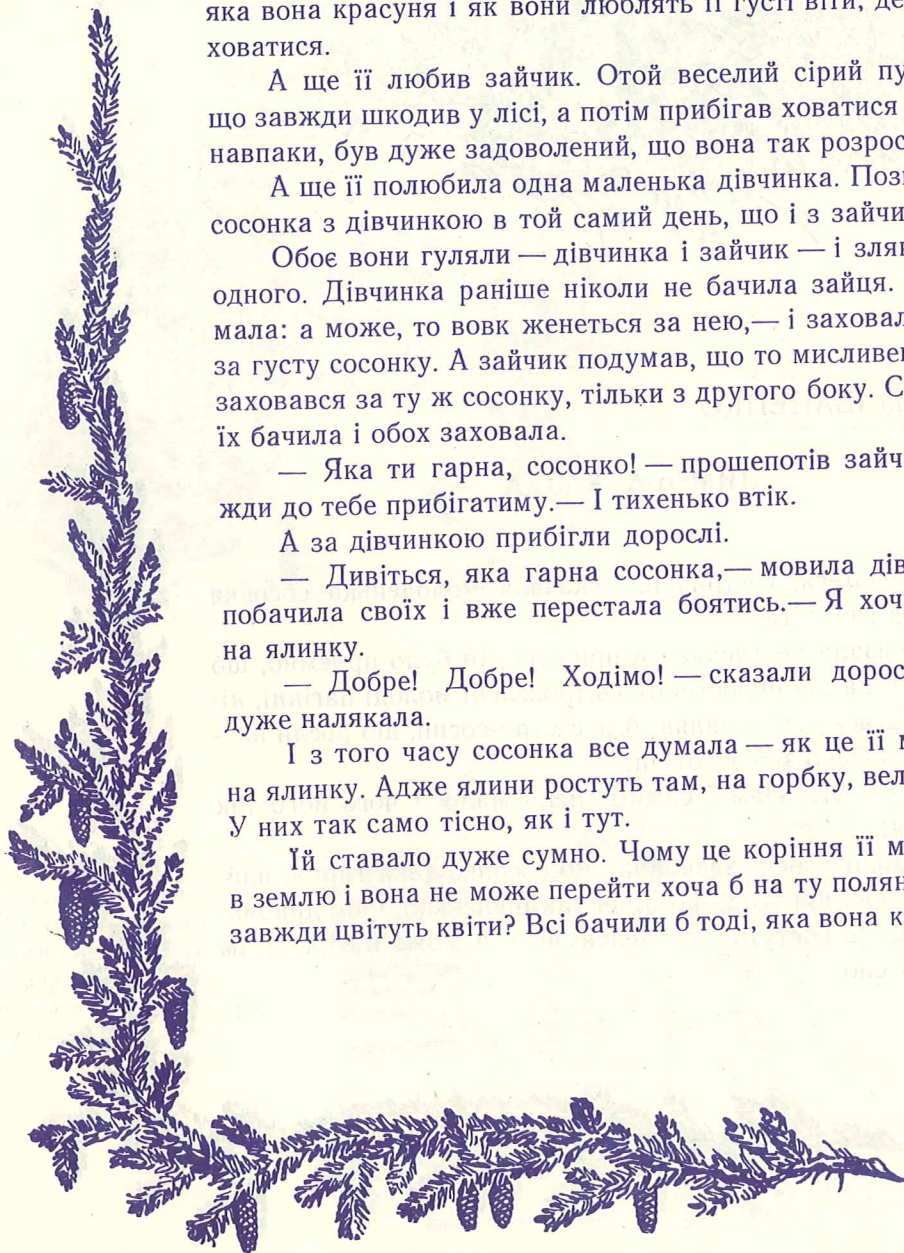 яка вона красуня і як вони люблять її густі віти, де
ховатися.
А ще її любив зайчик. Отой веселий сірий пу
що завжди шкодив у лісі, а потім прибігав ховатися
навпаки, був дуже задоволений, що вона так розрос
А ще її полюбила одна маленька дівчинка. Позн
сосонка з дівчинкою в той самий день, що і з зайчи
Обоє вони гуляли — дівчинка і зайчик — і зляк
одного. Дівчинка раніше ніколи не бачила зайця.
мала: а може, то вовк женеться за нею,— і заховал
за густу сосонку. А зайчик подумав, що то мисливе
заховався за ту ж сосонку, тільки з другого боку. С
їх бачила і обох заховала.
— Яка ти гарна, сосонко! — прошепотів зайч
жди до тебе прибігатиму.— І тихенько втік.
А за дівчинкою прибігли дорослі.
— Дивіться, яка гарна сосонка,— мовила дів
побачила своїх і вже перестала боятись.— Я хоч
на ялинку.
— Добре! Добре! Ходімо! — сказали дорос
дуже налякала.
І з того часу сосонка все думала — як це її м
на ялинку. Адже ялини ростуть там, на горбку, вел
У них так само тісно, як і тут.
Їй ставало дуже сумно. Чому це коріння її м
в землю і вона не може перейти хоча б на ту полян
завжди цвітуть квіти? Всі бачили б тоді, яка вона к